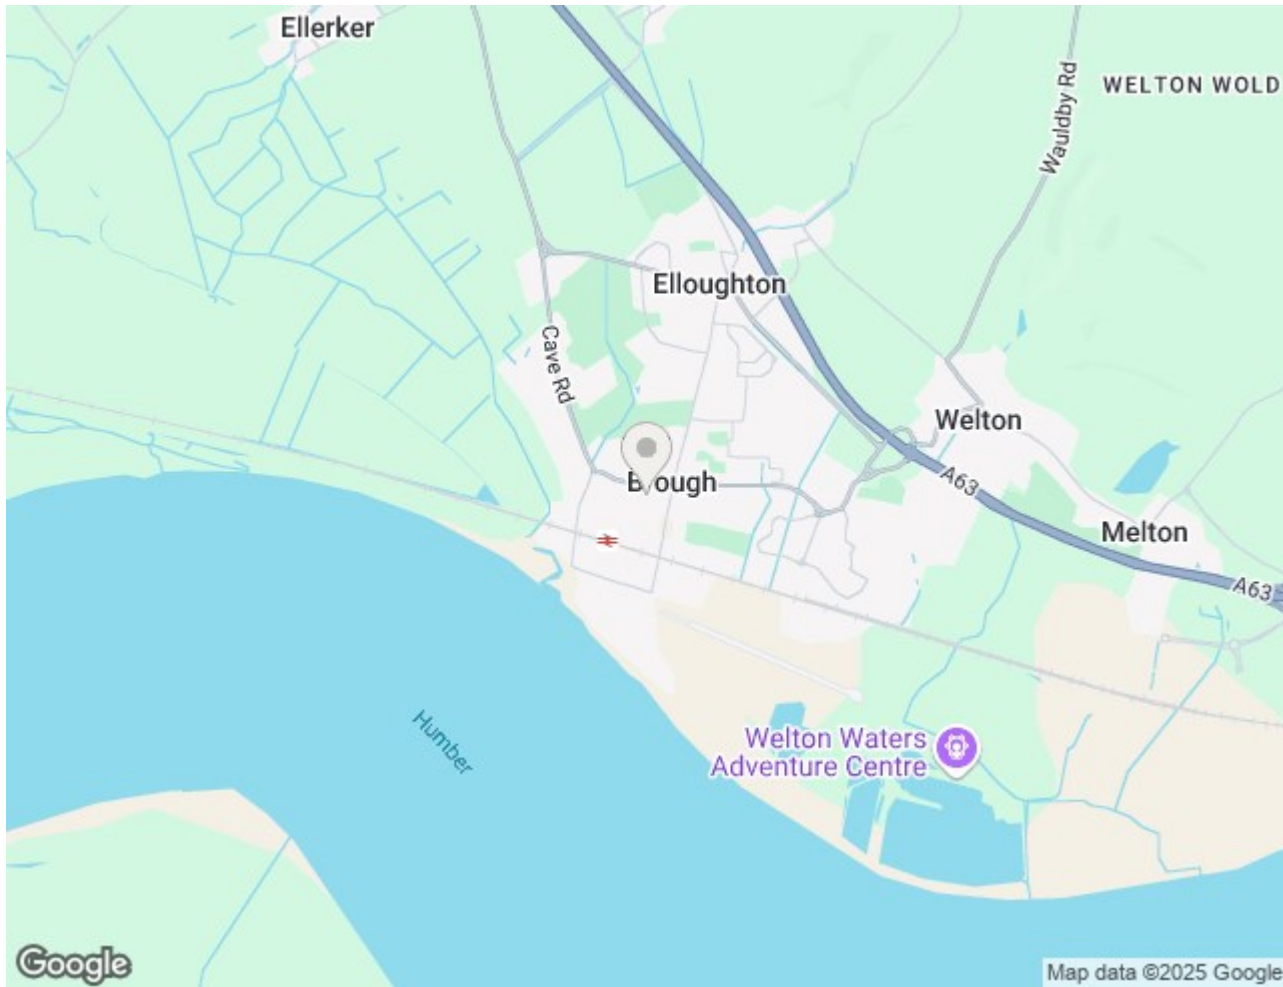 Ellerker
WELTON WOLD
Wauldby Rd
Elloughton
Cave Rd
Welton
Brough
A63
Melton
A63
Humber
Welton Waters
Adventure Centre
Google
Map data ©2025 Google